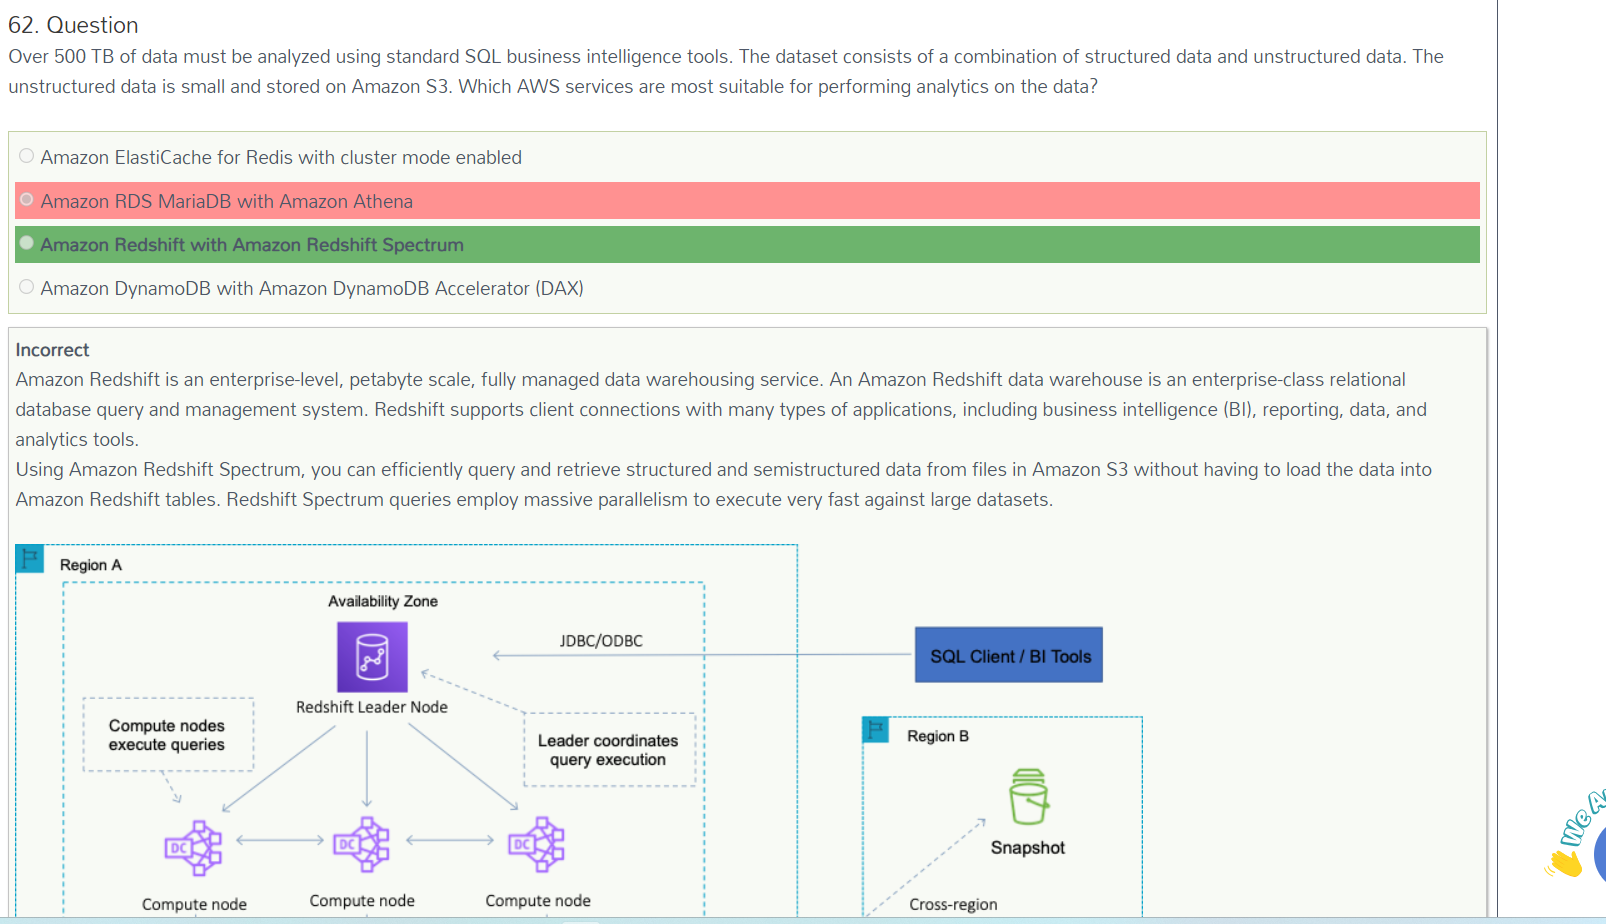 62. Question
Over 500 TB of data must be analyzed using standard SQL business intelligence tools. The dataset consists of a combination of structured data and unstructured data. The
unstructured data is small and stored on Amazon S3. Which AWS services are most suitable for performing analytics on the data?
Amazon ElastiCache for Redis with cluster mode enabled
Amazon RDS MariaDB with Amazon Athena
Amazon Redshift with Amazon Redshift Spectrum
Amazon DynamoDB with Amazon DynamoDB Accelerator (DAX)
Incorrect
Amazon Redshift is an enterprise-level, petabyte scale, fully managed data warehousing service. An Amazon Redshift data warehouse is an enterprise-class relational
database query and management system. Redshift supports client connections with many types of applications, including business intelligence (BI), reporting, data, and
analytics tools.
Using Amazon Redshift Spectrum, you can efficiently query and retrieve structured and semistructured data from files in Amazon S3 without having to load the data into
Amazon Redshift tables. Redshift Spectrum queries employ massive parallelism to execute very fast against large datasets.
Region A
Availability Zone
JDBC/ODBC
SQL Client / BI Tools
Redshift Leader Node
Compute nodes
execute queries
Leader coordinates
query execution
Region B
DC
DC
DC
Snapshot
Compute node
Compute node
Compute node
Cross-region
We